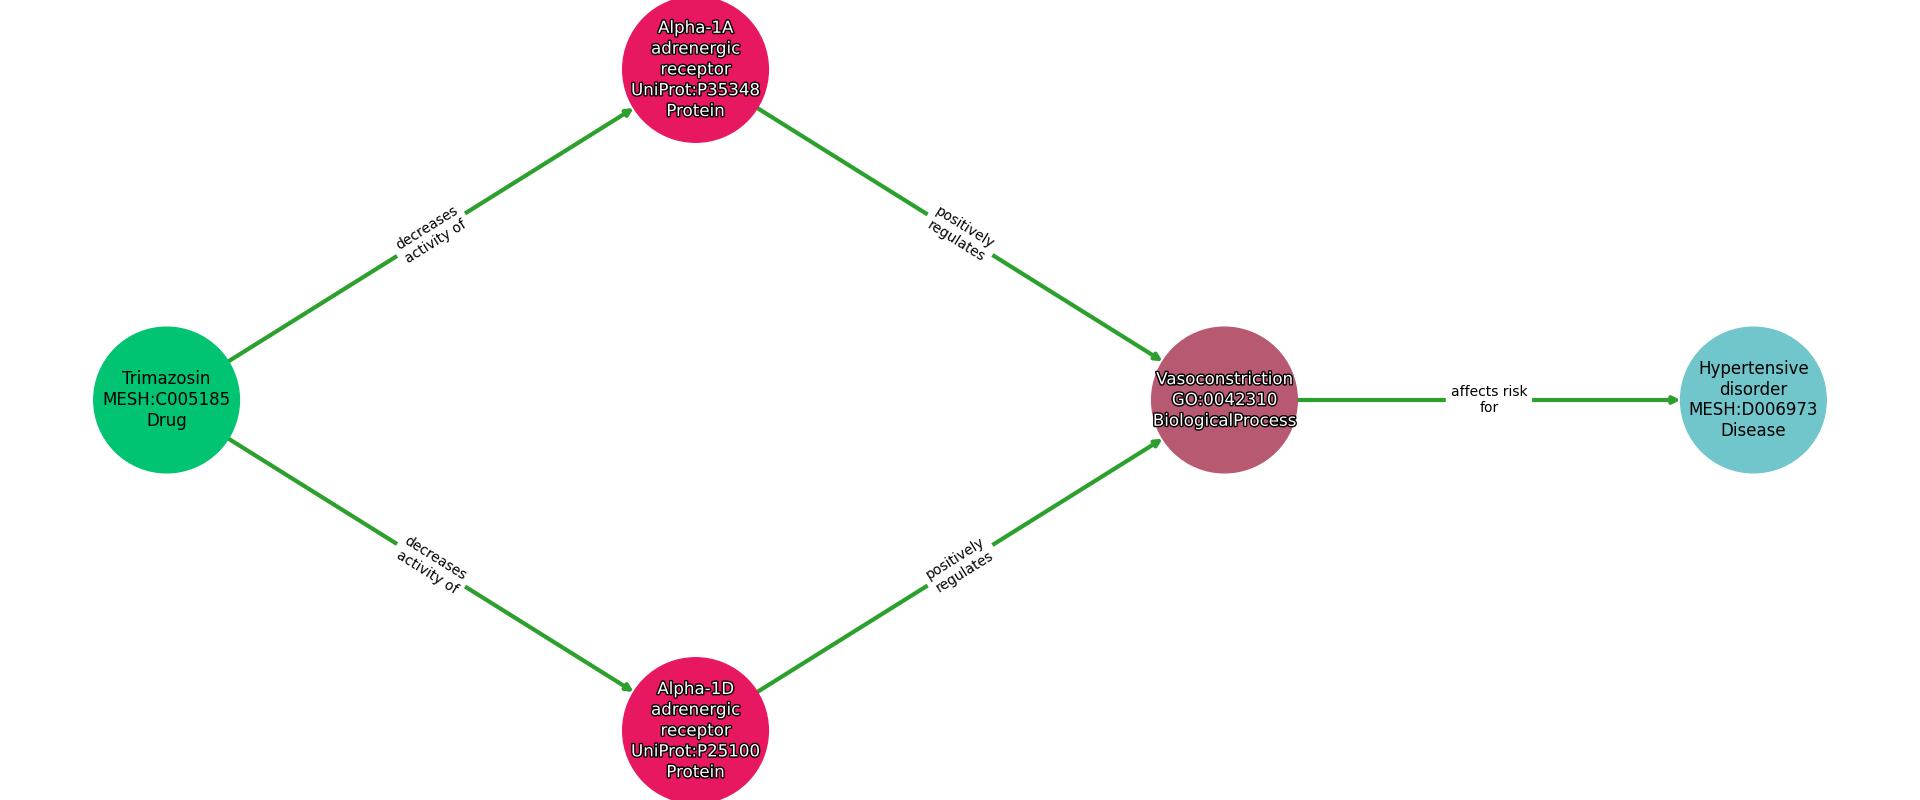 Alpha-1A
adrenergic
receptor
UniProt:P35348
Protein
decreases
activity of
positively
regulates
Trimazosin
MESH:C005185
Drug
Vasoconstriction
GO:0042310
BiologicalProcess
affects risk
for
Hypertensive
disorder
MESH:D006973
Disease
decreases
activity of
positively
regulates
Alpha-1D
adrenergic
receptor
UniProt:P25100
Protein